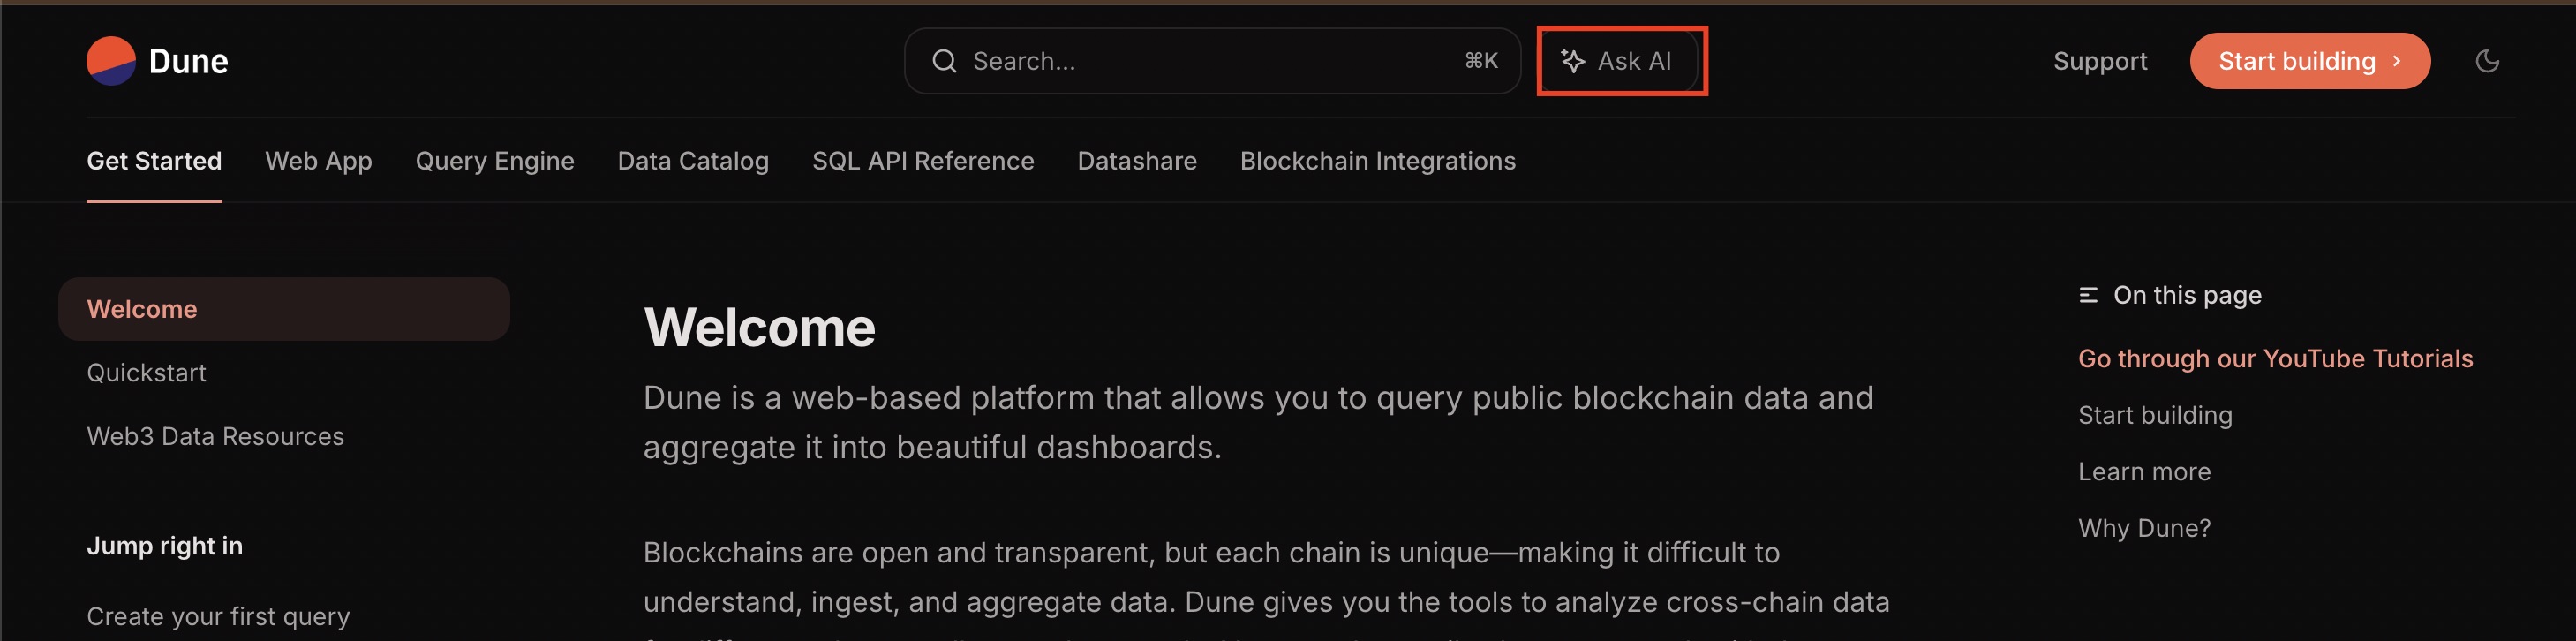 Dune
Search...
⌘K
Ask AI
Support
Start building
Get Started
Web App
Query Engine
Data Catalog
SQL API Reference
Datashare
Blockchain Integrations
Welcome
Quickstart
Web3 Data Resources
Jump right in
Create your first query
Welcome
Dune is a web-based platform that allows you to query public blockchain data and
aggregate it into beautiful dashboards.
Blockchains are open and transparent, but each chain is unique—making it difficult to
understand, ingest, and aggregate data. Dune gives you the tools to analyze cross-chain data
On this page
Go through our YouTube Tutorials
Start building
Learn more
Why Dune?